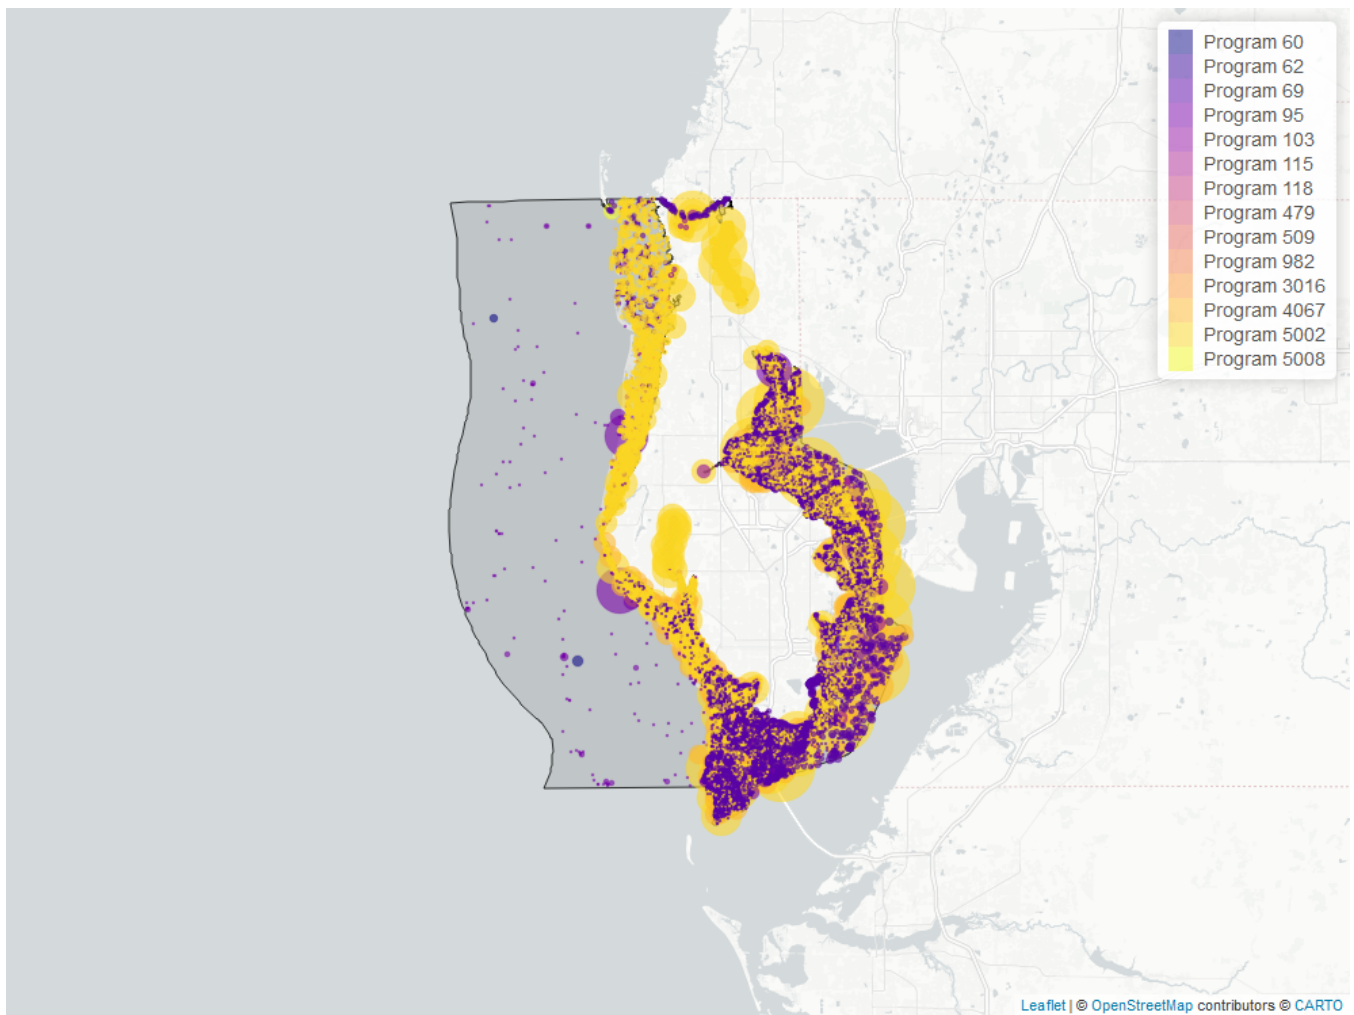 Program 60
Program 62
Program 69
Program 95
Program 103
Program 115
Program 118
Program 479
Program 509
Program 982
Program 3016
Program 4067
Program 5002
Program 5008
Leaflet | © OpenStreetMap contributors © CARTO